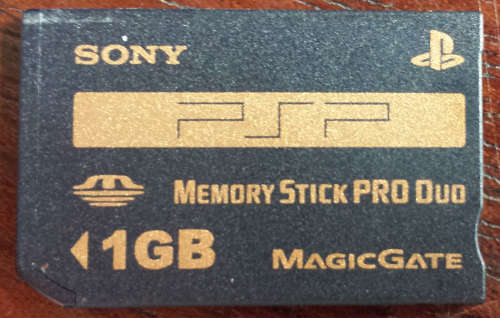 SONY
PSP
MEMORY STICK PRO DUO
1GB MAGICGATE